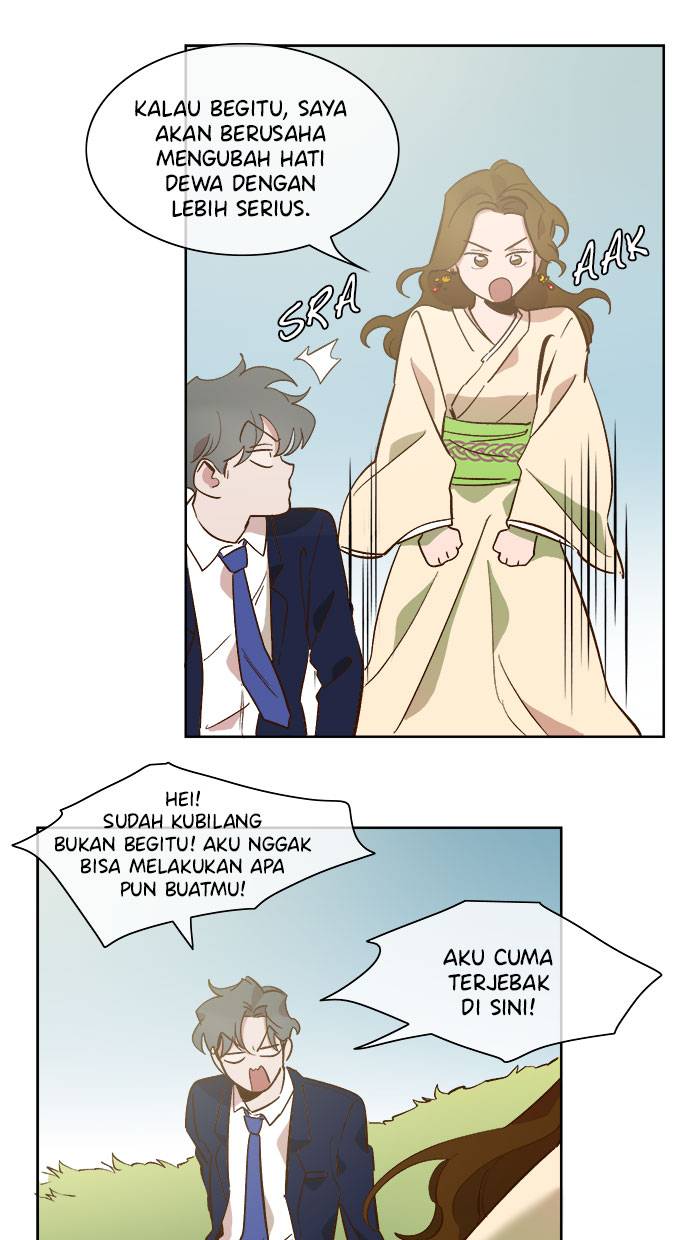 KALAU BEGITU, SAYA
AKAN BERUSAHA
MENGUBAH HATI
DEWA DENGAN
LEBIH SERIUS.
SRA
AAK
HEI!
SUDAH KUBILANG
BUKAN BEGITU! AKU NGGAK
BISA MELAKUKAN APA
PUN BUATMU!
AKU CUMA
TERJEBAK
DI SINI!